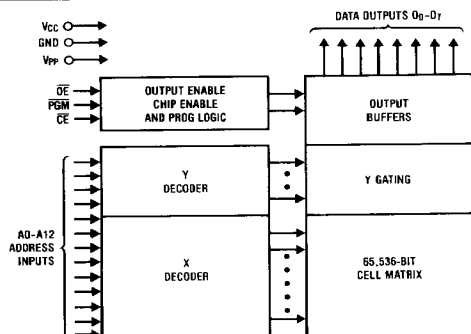 DATA OUTPUTS O0-O7
VCC
GND
VPP
OE
PGM
CE
OUTPUT ENABLE
CHIP ENABLE
AND PROG LOGIC
OUTPUT
BUFFERS
Y
DECODER
Y GATING
A0-A12
ADDRESS
INPUTS
X
DECODER
65,536-BIT
CELL MATRIX